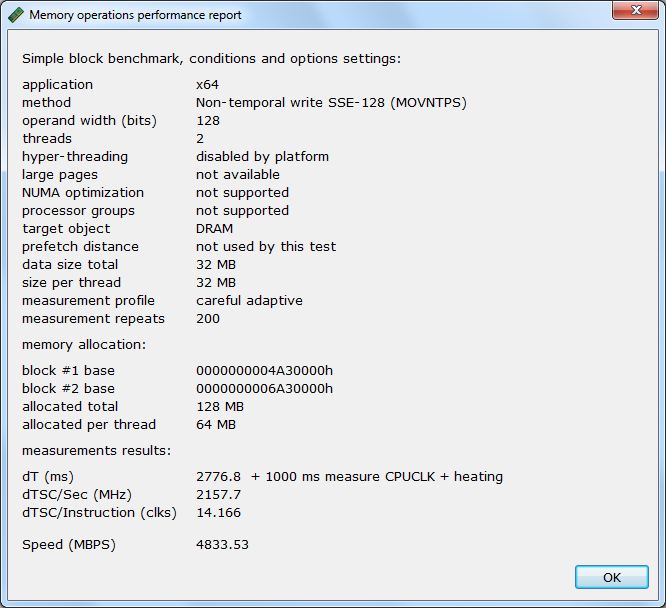 Memory operations performance report
Simple block benchmark, conditions and options settings:
application x64
method Non-temporal write SSE-128 (MOVNTPS)
operand width (bits) 128
threads 2
hyper-threading disabled by platform
large pages not available
NUMA optimization not supported
processor groups not supported
target object DRAM
prefetch distance not used by this test
data size total 32 MB
size per thread 32 MB
measurement profile careful adaptive
measurement repeats 200
memory allocation:
block #1 base 0000000004A30000h
block #2 base 0000000006A30000h
allocated total 128 MB
allocated per thread 64 MB
measurements results:
dT (ms) 2776.8 + 1000 ms measure CPUCLK + heating
dTSC/Sec (MHz) 2157.7
dTSC/Instruction (clks) 14.166
Speed (MBPS) 4833.53
OK